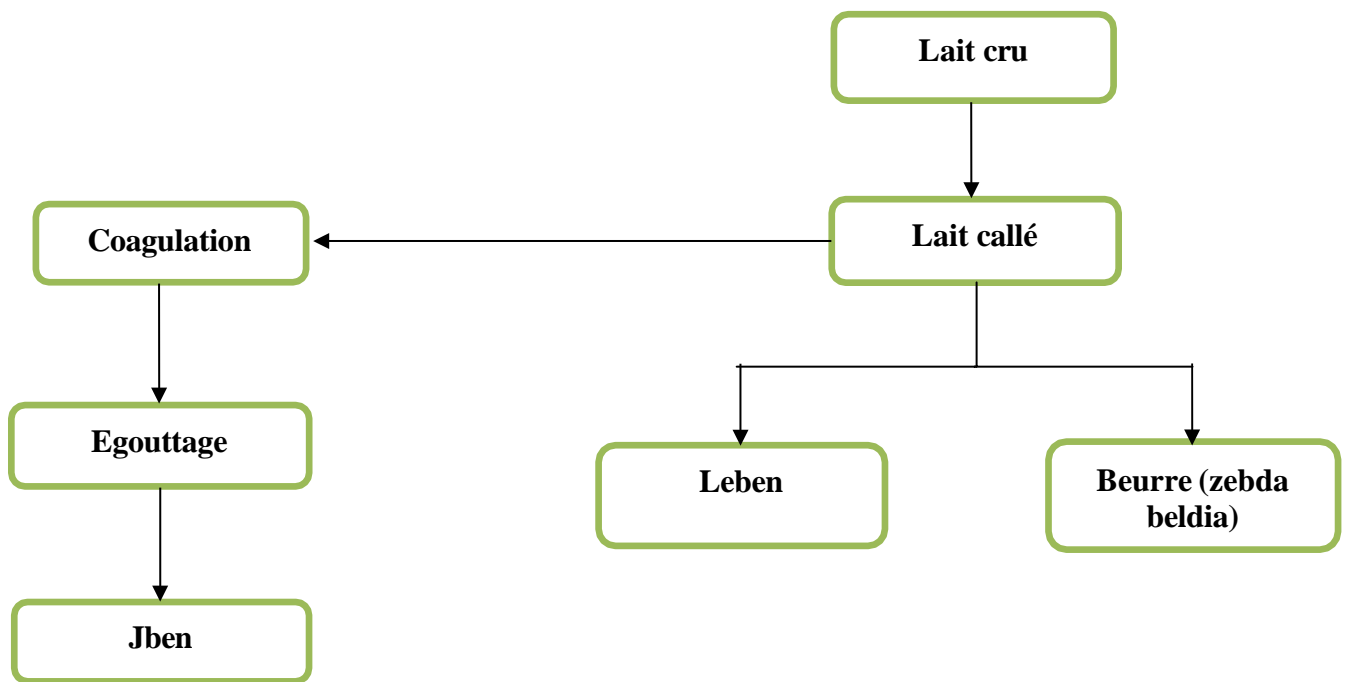 Lait cru
Coagulation
Lait callé
Egouttage
Leben
Beurre (zebda
beldia)
Jben